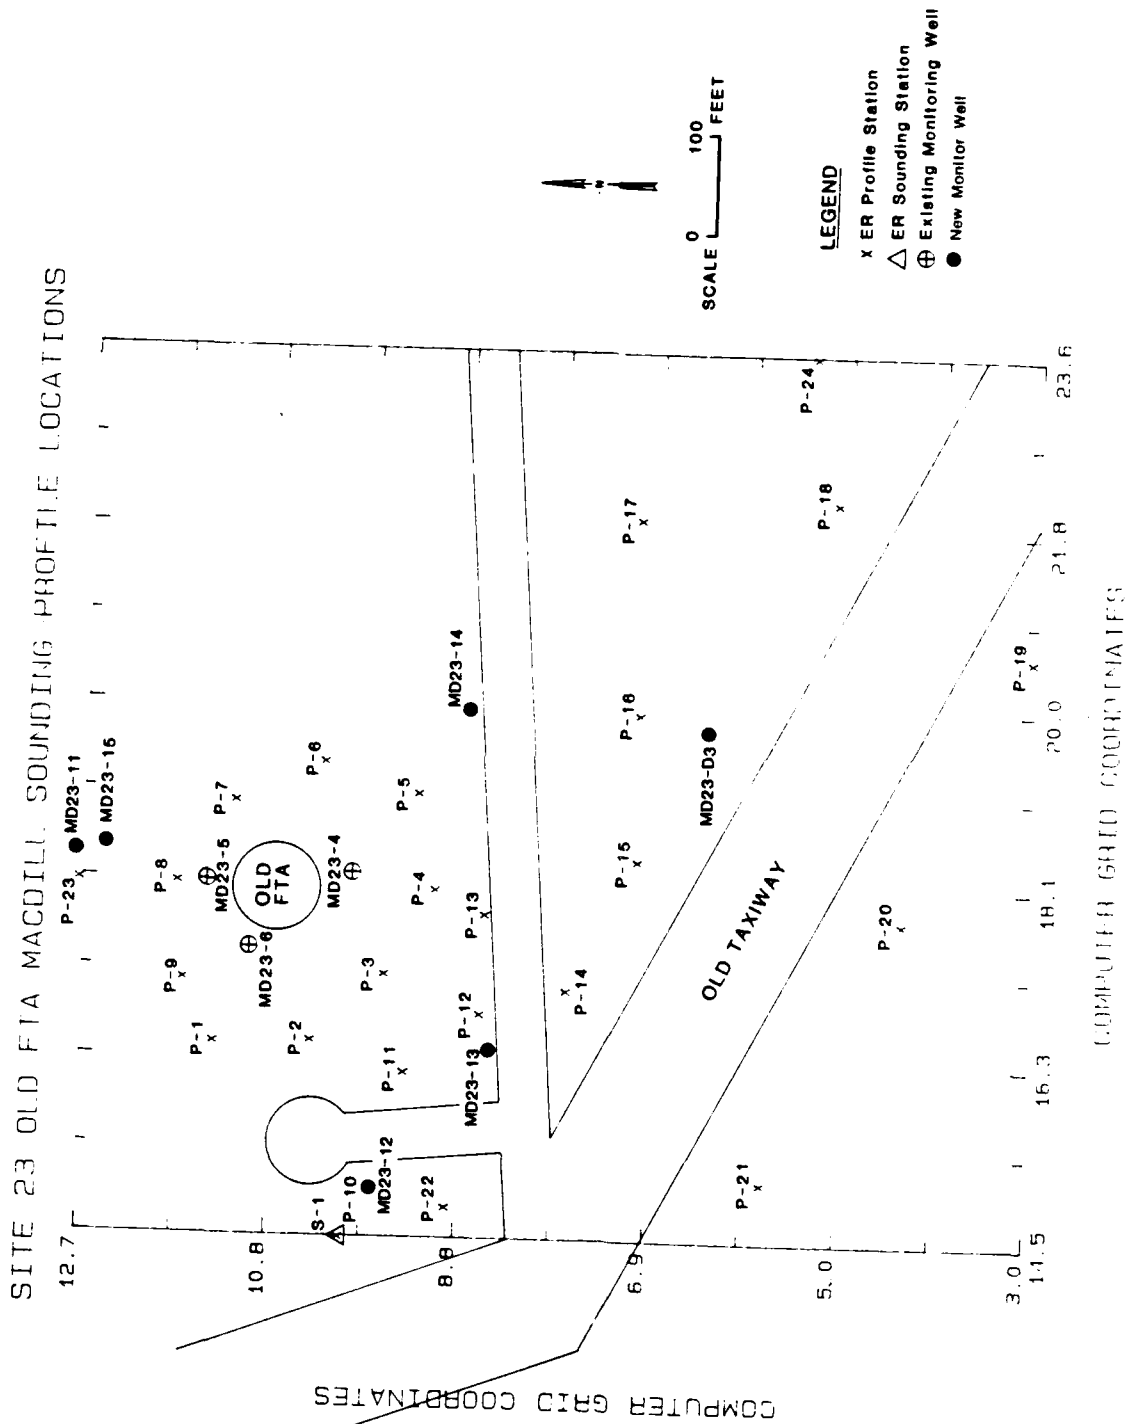 SITE 23 OLD FTA MACDILL SOUNDING-PROFILE LOCATIONS
12.7
10.8
8.8
6.9
5.0
3.0
14.5
16.3
18.1
20.0
21.8
23.6
COMPUTER GRID COORDINATES
COMPUTER GRID COORDINATES
P-23
MD23-11
MD23-15
P-8
P-7
P-9
MD23-5
P-1
MD23-6
OLD
FTA
P-6
P-2
MD23-4
S-1
P-10
MD23-12
P-3
P-5
P-4
P-11
P-22
P-12
P-13
MD23-13
MD23-14
P-14
P-15
P-16
P-17
MD23-D3
OLD TAXIWAY
P-21
P-20
P-18
P-24
P-19
N
SCALE 0 100 FEET
LEGEND
x ER Profile Station
△ ER Sounding Station
⊕ Existing Monitoring Well
● New Monitor Well